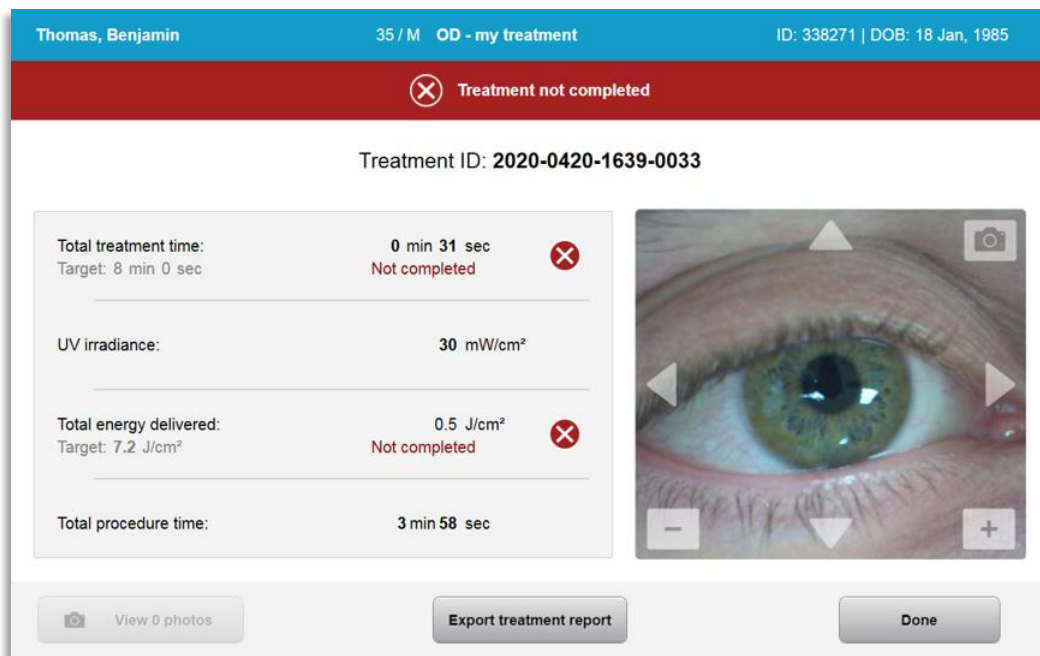 Thomas, Benjamin 35 / M OD - my treatment ID: 338271 | DOB: 18 Jan, 1985
Treatment not completed
Treatment ID: 2020-0420-1639-0033
Total treatment time: 0 min 31 sec
Target: 8 min 0 sec Not completed
UV irradiance: 30 mW/cm²
Total energy delivered: 0.5 J/cm²
Target: 7.2 J/cm² Not completed
Total procedure time: 3 min 58 sec
View 0 photos Export treatment report Done